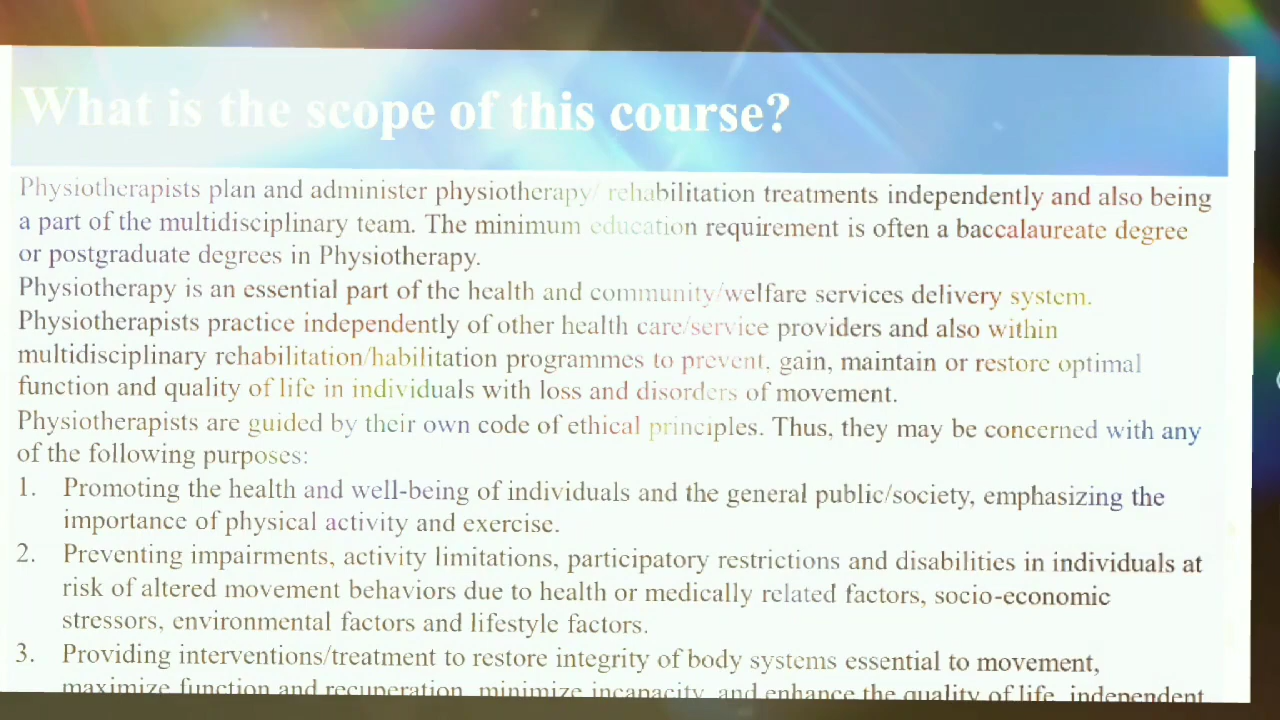 What is the scope of this course?
Physiotherapists plan and administer physiotherapy/ rehabilitation treatments independently and also being
a part of the multidisciplinary team. The minimum education requirement is often a baccalaureate degree
or postgraduate degrees in Physiotherapy.
Physiotherapy is an essential part of the health and community/welfare services delivery system.
Physiotherapists practice independently of other health care/service providers and also within
multidisciplinary rehabilitation/habilitation programmes to prevent, gain, maintain or restore optimal
function and quality of life in individuals with loss and disorders of movement.
Physiotherapists are guided by their own code of ethical principles. Thus, they may be concerned with any
of the following purposes:
1. Promoting the health and well-being of individuals and the general public/society, emphasizing the
importance of physical activity and exercise.
2. Preventing impairments, activity limitations, participatory restrictions and disabilities in individuals at
risk of altered movement behaviors due to health or medically related factors, socio-economic
stressors, environmental factors and lifestyle factors.
3. Providing interventions/treatment to restore integrity of body systems essential to movement,
maximize function and recuperation, minimize incapacity, and enhance the quality of life, independent